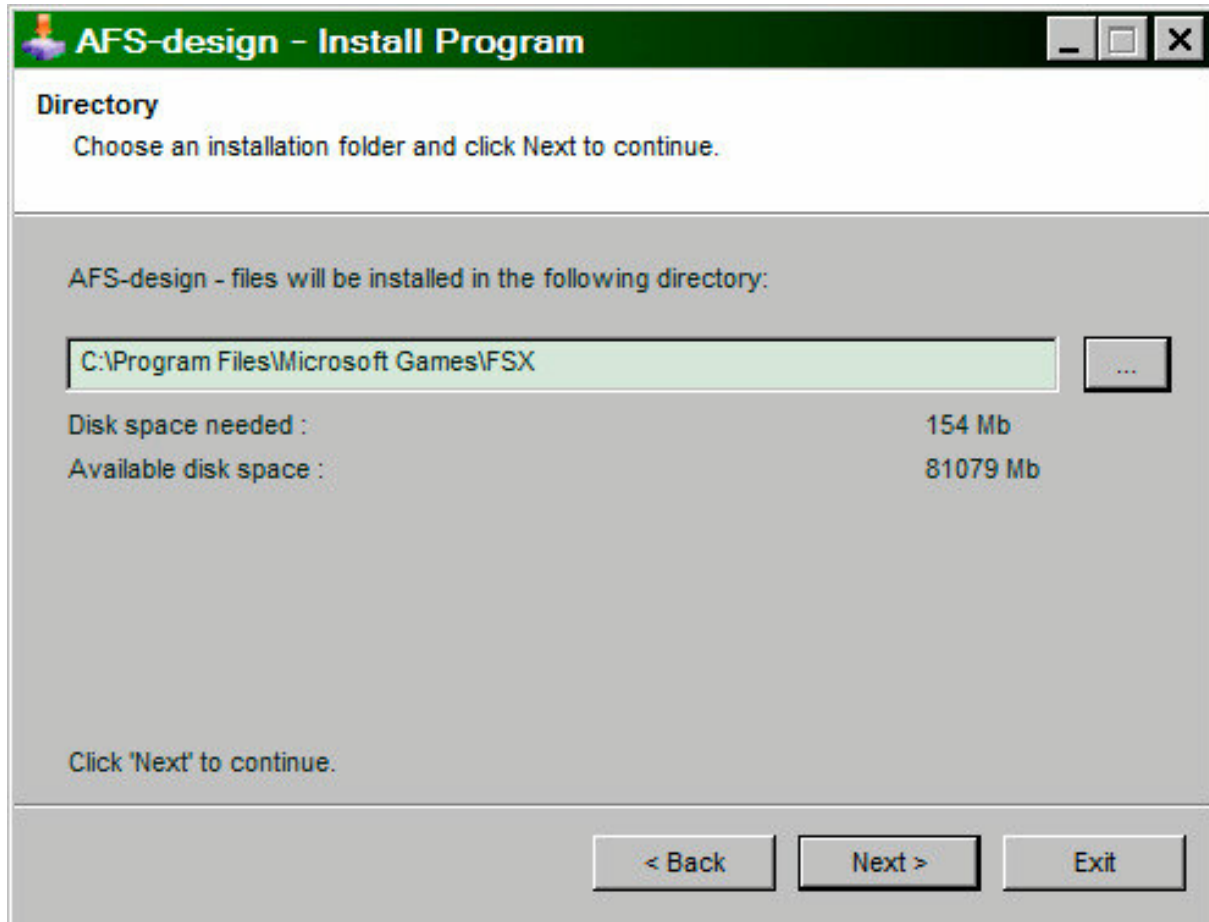 AFS-design - Install Program
Directory
Choose an installation folder and click Next to continue.
AFS-design - files will be installed in the following directory:
C:\Program Files\Microsoft Games\FSX
...
Disk space needed : 154 Mb
Available disk space : 81079 Mb
Click 'Next' to continue.
< Back Next > Exit